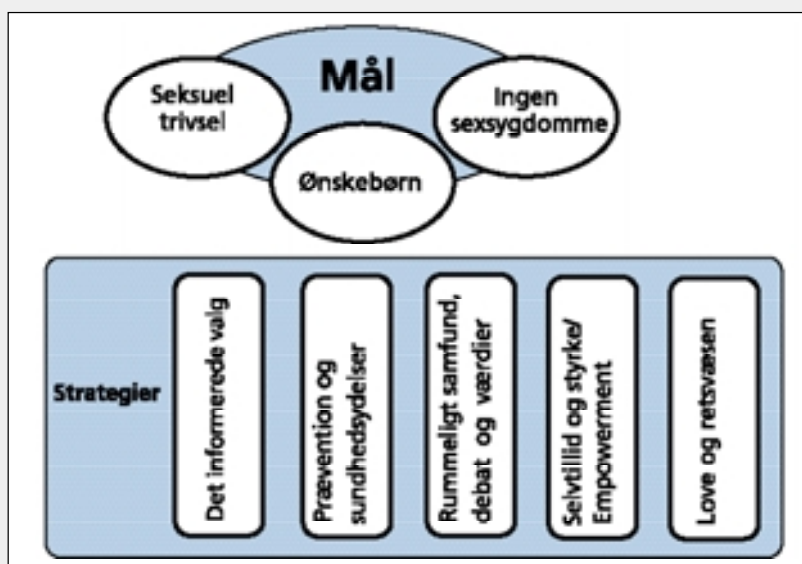 Mål
Seksuel
trivsel
Ingen
sexsygdomme
Ønskebørn
Strategier
Det informerede valg
Prævention og
sundhedsydelser
Rummeligt samfund,
debat og værdier
Selvtillid og styrke/
Empowerment
Love og retsvæsen